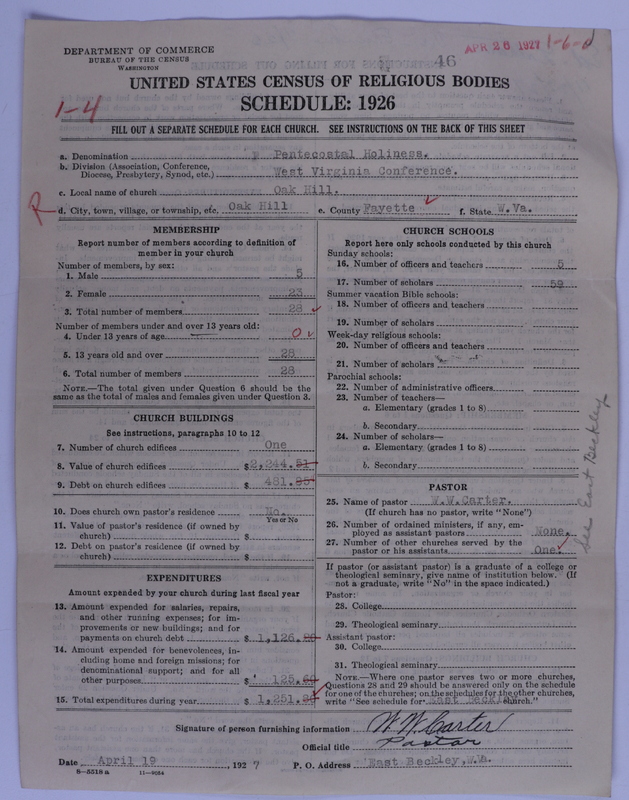 APR 26 1927 1-6-0
46
DEPARTMENT OF COMMERCE
BUREAU OF THE CENSUS
WASHINGTON
UNITED STATES CENSUS OF RELIGIOUS BODIES
SCHEDULE: 1926
1-4
FILL OUT A SEPARATE SCHEDULE FOR EACH CHURCH. SEE INSTRUCTIONS ON THE BACK OF THIS SHEET
a. Denomination Pentecostal Holiness.
b. Division (Association, Conference, Diocese, Presbytery, Synod, etc.) West Virginia Conference.
c. Local name of church Oak Hill.
R d. City, town, village, or township, etc. Oak Hill e. County Fayette f. State W.Va.
MEMBERSHIP
Report number of members according to definition of
member in your church
Number of members, by sex:
1. Male 5
2. Female 23
3. Total number of members 28
Number of members under and over 13 years old:
4. Under 13 years of age 0
5. 13 years old and over 28
6. Total number of members 28
NOTE.—The total given under Question 6 should be
same as the total of males and females given under Question 3.
CHURCH BUILDINGS
See instructions, paragraphs 10 to 12
7. Number of church edifices One
8. Value of church edifices $2,244.51
9. Debt on church edifices $ 481.
10. Does church own pastor's residence No.
Yes or No
11. Value of pastor's residence (if owned by
church) $
12. Debt on pastor's residence (if owned by
church) $
EXPENDITURES
Amount expended by your church during last fiscal year
13. Amount expended for salaries, repairs,
and other running expenses; for im-
provements or new buildings; and for
payments on church debt $ 1,126.
14. Amount expended for benevolences, in-
cluding home and foreign missions; for
denominational support; and for all
other purposes $ 125.
15. Total expenditures during year $ 1,251.
CHURCH SCHOOLS
Report here only schools conducted by this church
Sunday schools:
16. Number of officers and teachers 5
17. Number of scholars 59
Summer vacation Bible schools:
18. Number of officers and teachers
19. Number of scholars
Week-day religious schools:
20. Number of officers and teachers
21. Number of scholars
Parochial schools:
22. Number of administrative officers
23. Number of teachers—
a. Elementary (grades 1 to 8)
b. Secondary
24. Number of scholars—
a. Elementary (grades 1 to 8)
b. Secondary
See East Beckley
PASTOR
25. Name of pastor W.W.Carter.
(If church has no pastor, write "None")
26. Number of ordained ministers, if any, em-
ployed as assistant pastors None.
27. Number of other churches served by the
pastor or his assistants One
If pastor (or assistant pastor) is a graduate of a college or
theological seminary, give name of institution below. (If
not a graduate, write "No" in the space indicated.)
Pastor:
28. College
29. Theological seminary
Assistant pastor:
30. College
31. Theological seminary
NOTE.—Where one pastor serves two or more churches,
Questions 28 and 29 should be answered only on the schedule
for one of the churches; on the schedules for the other churches,
write "See schedule for East Beckley church."
Signature of person furnishing information W.W. Carter
Official title Pastor
Date April 19, 1927 P. O. Address East Beckley, W.Va.
8-5518 a 11-9054